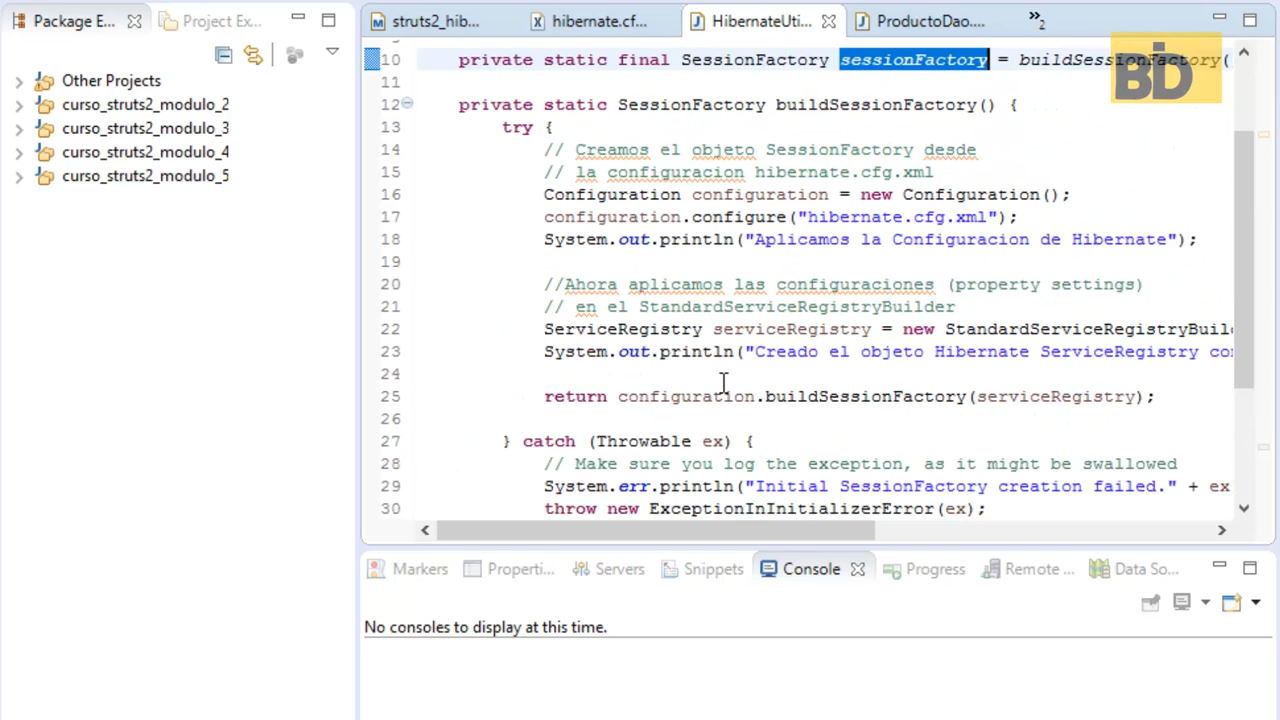 Package E...
Project Ex...
struts2_hib...
hibernate.cf...
HibernateUti...
ProductoDao....
»2
Other Projects
curso_struts2_modulo_2
curso_struts2_modulo_3
curso_struts2_modulo_4
curso_struts2_modulo_5
BD
10 private static final SessionFactory sessionFactory = buildSessionFactory(
11
12 private static SessionFactory buildSessionFactory() {
13 try {
14 // Creamos el objeto SessionFactory desde
15 // la configuracion hibernate.cfg.xml
16 Configuration configuration = new Configuration();
17 configuration.configure("hibernate.cfg.xml");
18 System.out.println("Aplicamos la Configuracion de Hibernate");
19
20 //Ahora aplicamos las configuraciones (property settings)
21 // en el StandardServiceRegistryBuilder
22 ServiceRegistry serviceRegistry = new StandardServiceRegistryBuil
23 System.out.println("Creado el objeto Hibernate ServiceRegistry co
24
25 return configuration.buildSessionFactory(serviceRegistry);
26
27 } catch (Throwable ex) {
28 // Make sure you log the exception, as it might be swallowed
29 System.err.println("Initial SessionFactory creation failed." + ex
30 throw new ExceptionInInitializerError(ex);
Markers
Properti...
Servers
Snippets
Console
Progress
Remote ...
Data So...
No consoles to display at this time.